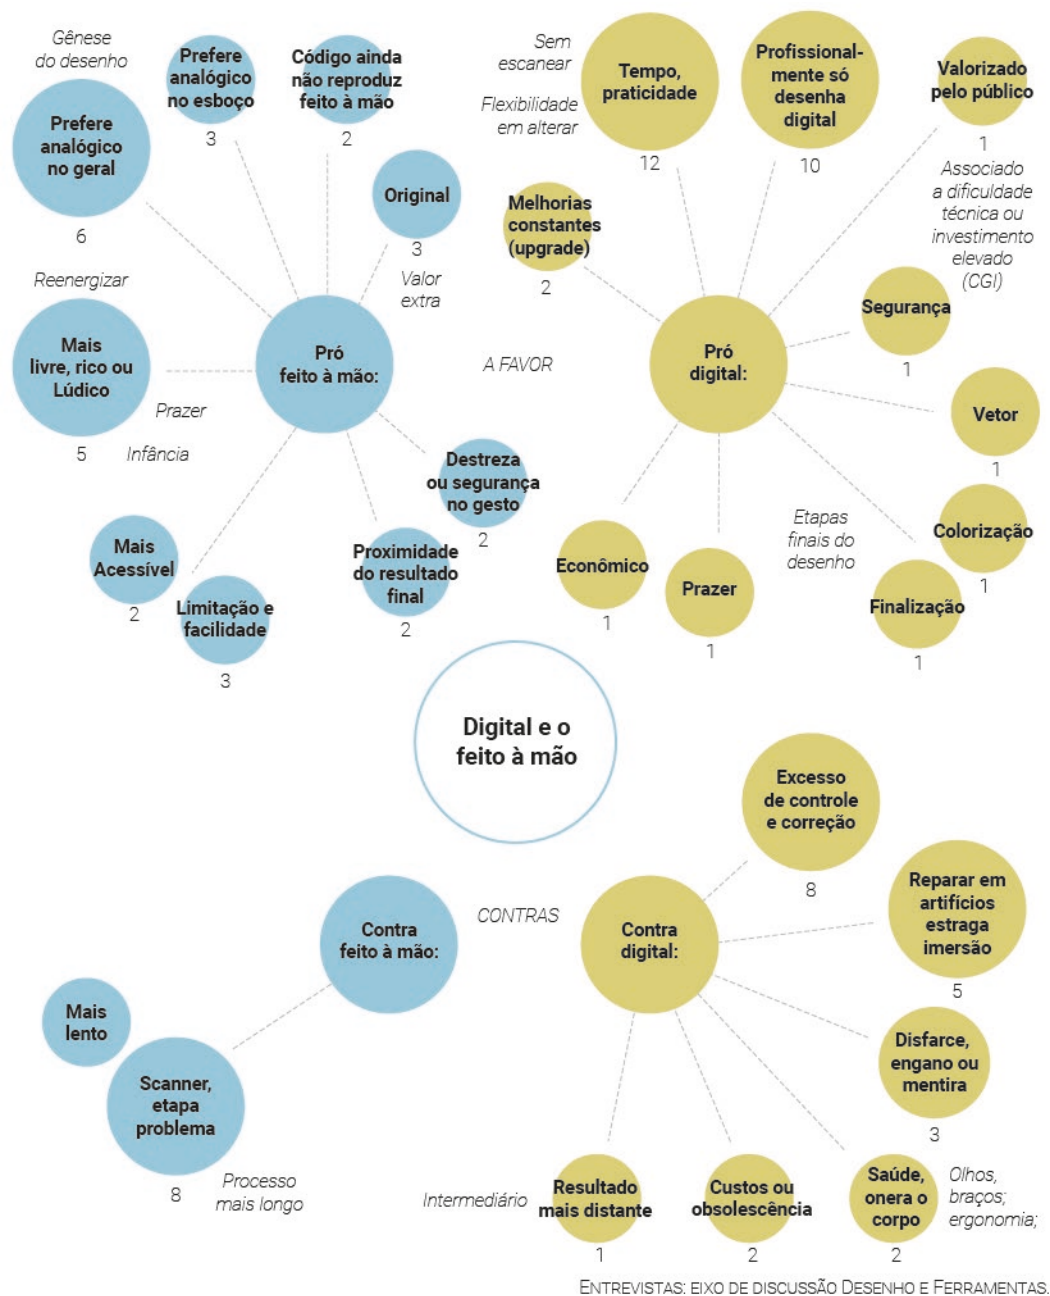 Gênese
do desenho
Prefere
analógico
no geral
6
Prefere
analógico
no esboço
3
Código ainda
não reproduz
feito à mão
2
Original
3
Valor
extra
Reenergizar
Mais
livre, rico ou
Lúdico
5
Prazer
Infância
Pró
feito à mão:
Mais
Acessível
2
Limitação e
facilidade
3
Proximidade
do resultado
final
2
Destreza
ou segurança
no gesto
2
A FAVOR
Sem
escanear
Flexibilidade
em alterar
Tempo,
praticidade
12
Profissional-
mente só
desenha
digital
10
Valorizado
pelo público
1
Associado
a dificuldade
técnica ou
investimento
elevado
(CGI)
Melhorias
constantes
(upgrade)
2
Pró
digital:
Segurança
1
Vetor
1
Colorização
1
Etapas
finais do
desenho
Finalização
1
Prazer
1
Econômico
1
Digital e o
feito à mão
CONTRAS
Contra
feito à mão:
Mais
lento
Scanner,
etapa
problema
8
Processo
mais longo
Contra
digital:
Excesso
de controle
e correção
8
Reparar em
artifícios
estraga
imersão
5
Disfarce,
engano ou
mentira
3
Saúde,
onera o
corpo
2
Olhos,
braços;
ergonomia;
Custos ou
obsolescência
2
Intermediário
Resultado
mais distante
1
ENTREVISTAS: EIXO DE DISCUSSÃO DESENHO E FERRAMENTAS.